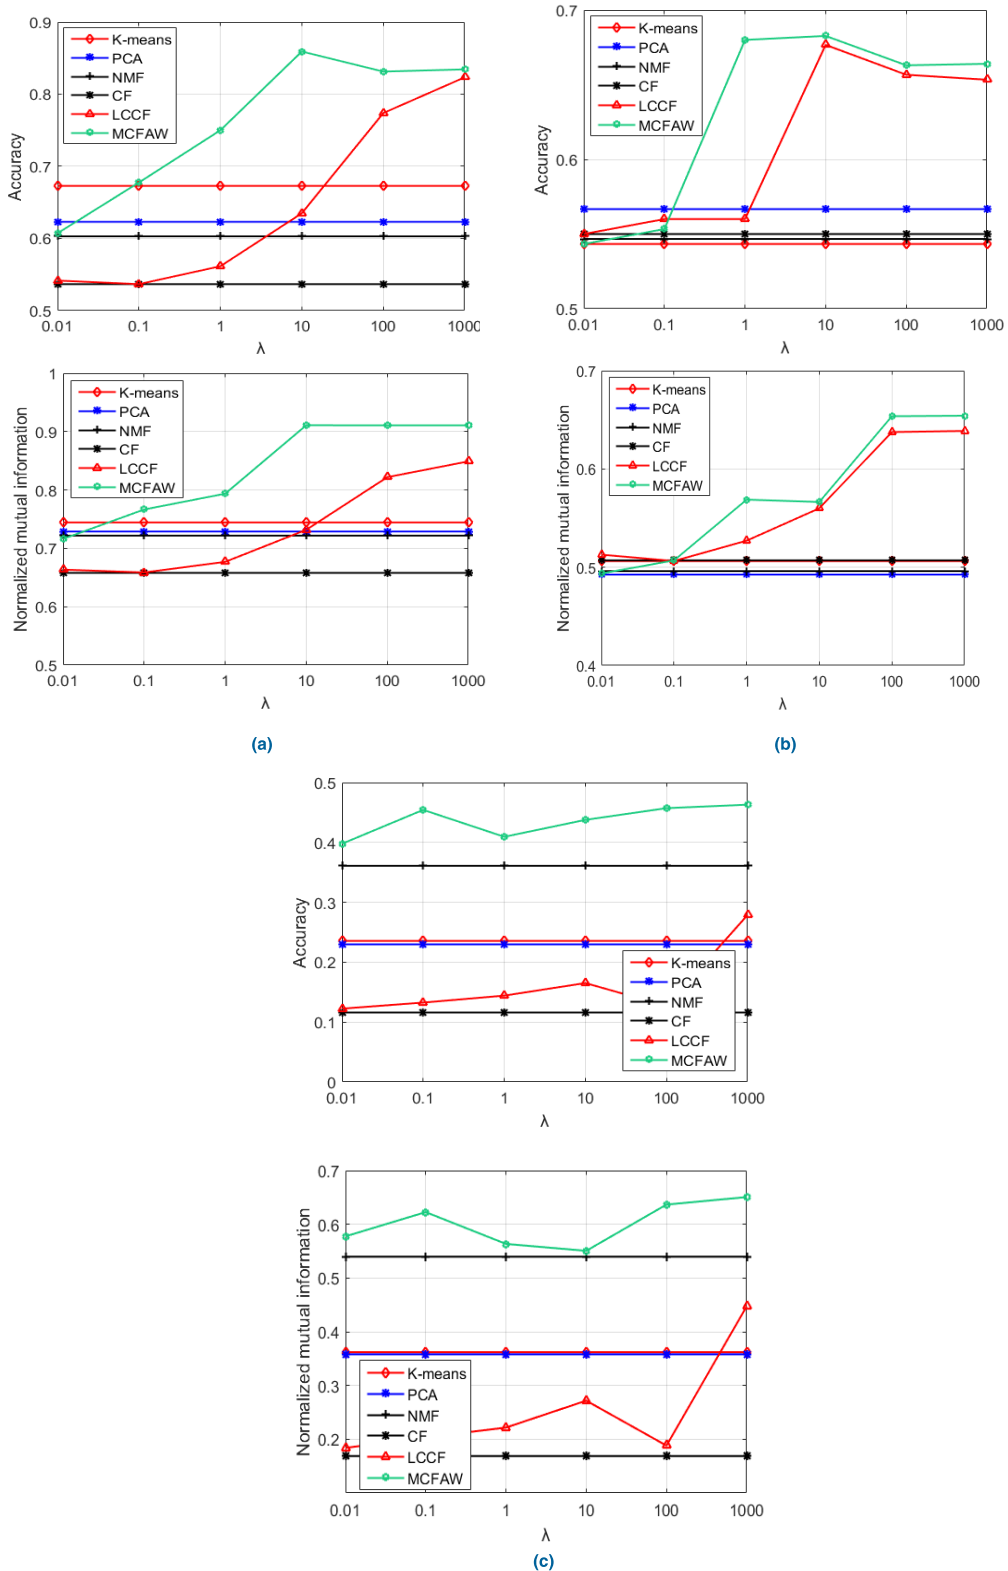 0.9
0.8
0.7
0.6
0.5
Accuracy
K-means
PCA
NMF
CF
LCCF
MCFAW
0.01 0.1 1 10 100 1000
λ
0.7
0.6
0.5
Accuracy
K-means
PCA
NMF
CF
LCCF
MCFAW
0.01 0.1 1 10 100 1000
λ
1
0.9
0.8
0.7
0.6
0.5
Normalized mutual information
K-means
PCA
NMF
CF
LCCF
MCFAW
0.01 0.1 1 10 100 1000
λ
0.7
0.6
0.5
0.4
Normalized mutual information
K-means
PCA
NMF
CF
LCCF
MCFAW
0.01 0.1 1 10 100 1000
λ
(a)
(b)
0.5
0.4
0.3
0.2
0.1
0
Accuracy
K-means
PCA
NMF
CF
LCCF
MCFAW
0.01 0.1 1 10 100 1000
λ
0.7
0.6
0.5
0.4
0.3
0.2
Normalized mutual information
K-means
PCA
NMF
CF
LCCF
MCFAW
0.01 0.1 1 10 100 1000
λ
(c)